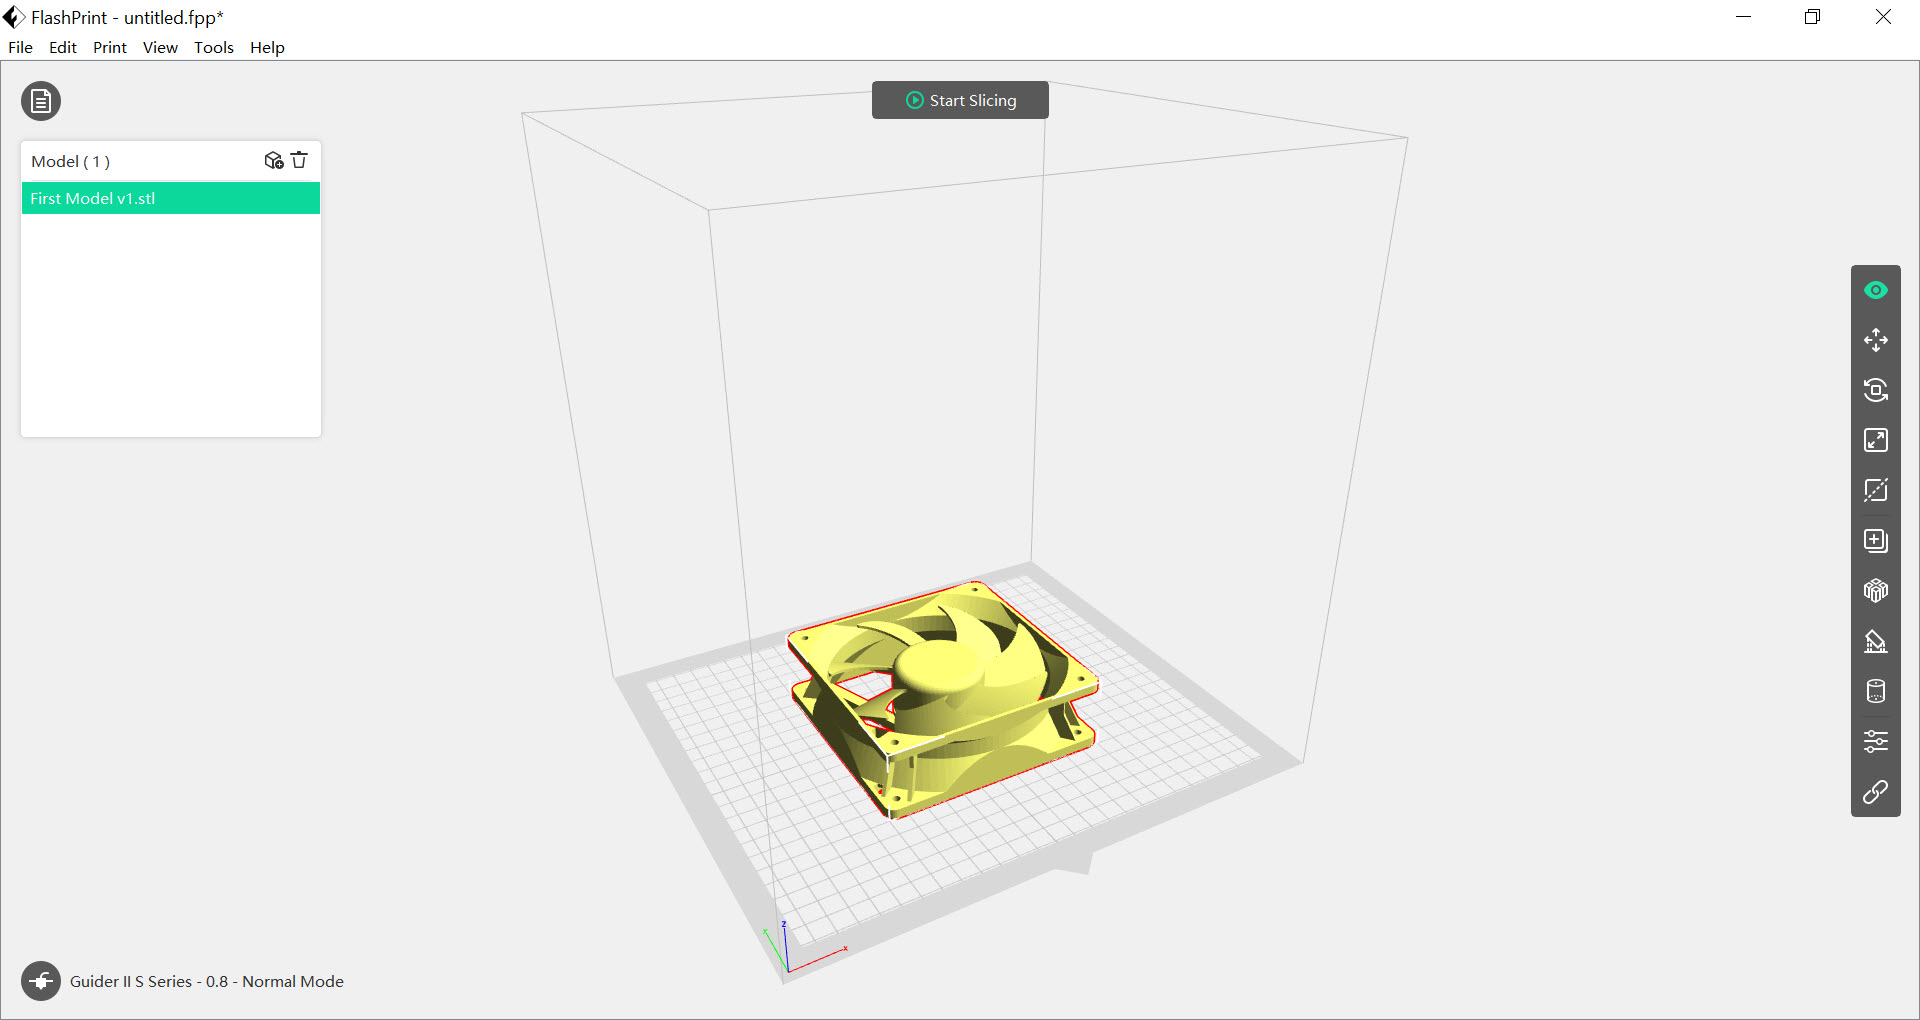 FlashPrint - untitled.fpp*
File Edit Print View Tools Help
Start Slicing
Model ( 1 )
First Model v1.stl
z
x
Guider II S Series - 0.8 - Normal Mode